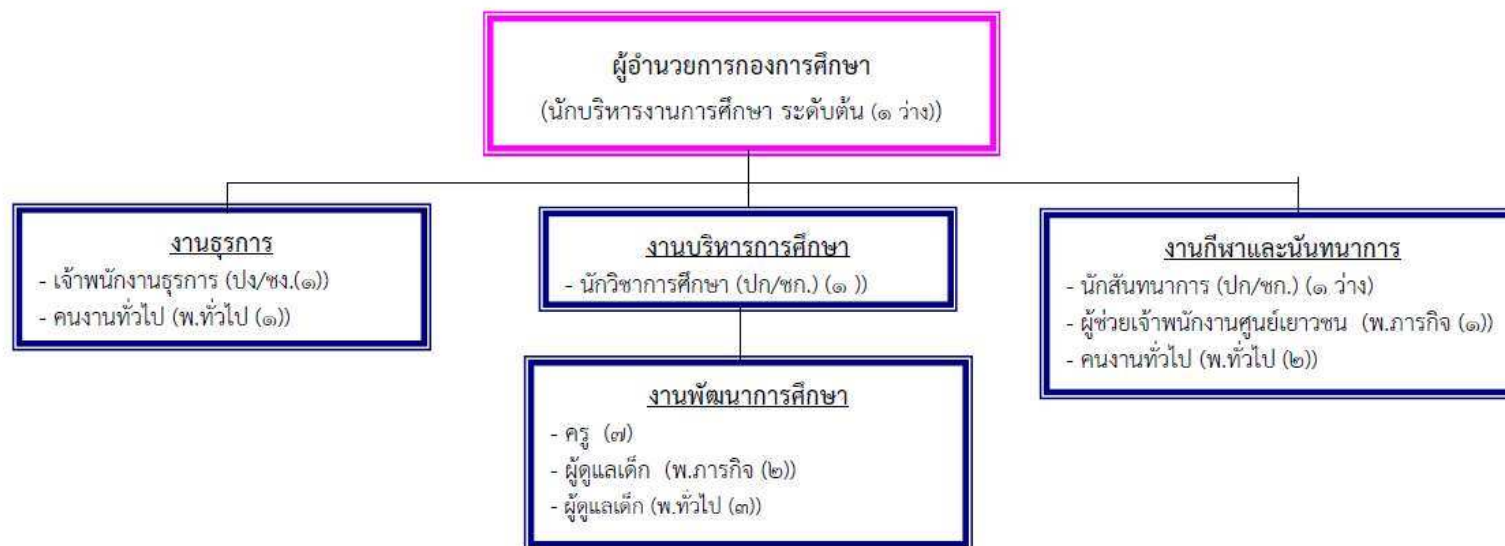 ผู้อำนวยการกองการศึกษา
(นักบริหารงานการศึกษา ระดับต้น (๑ ว่าง))
งานธุรการ
- เจ้าพนักงานธุรการ (ปง/ชง.(๑))
- คนงานทั่วไป (พ.ทั่วไป (๑))
งานบริหารการศึกษา
- นักวิชาการศึกษา (ปก/ชก.) (๑ ))
งานกีฬาและนันทนาการ
- นักสันทนาการ (ปก/ชก.) (๑ ว่าง)
- ผู้ช่วยเจ้าพนักงานศูนย์เยาวชน (พ.ภารกิจ (๑))
- คนงานทั่วไป (พ.ทั่วไป (๒))
งานพัฒนาการศึกษา
- ครู (๗)
- ผู้ดูแลเด็ก (พ.ภารกิจ (๒))
- ผู้ดูแลเด็ก (พ.ทั่วไป (๓))